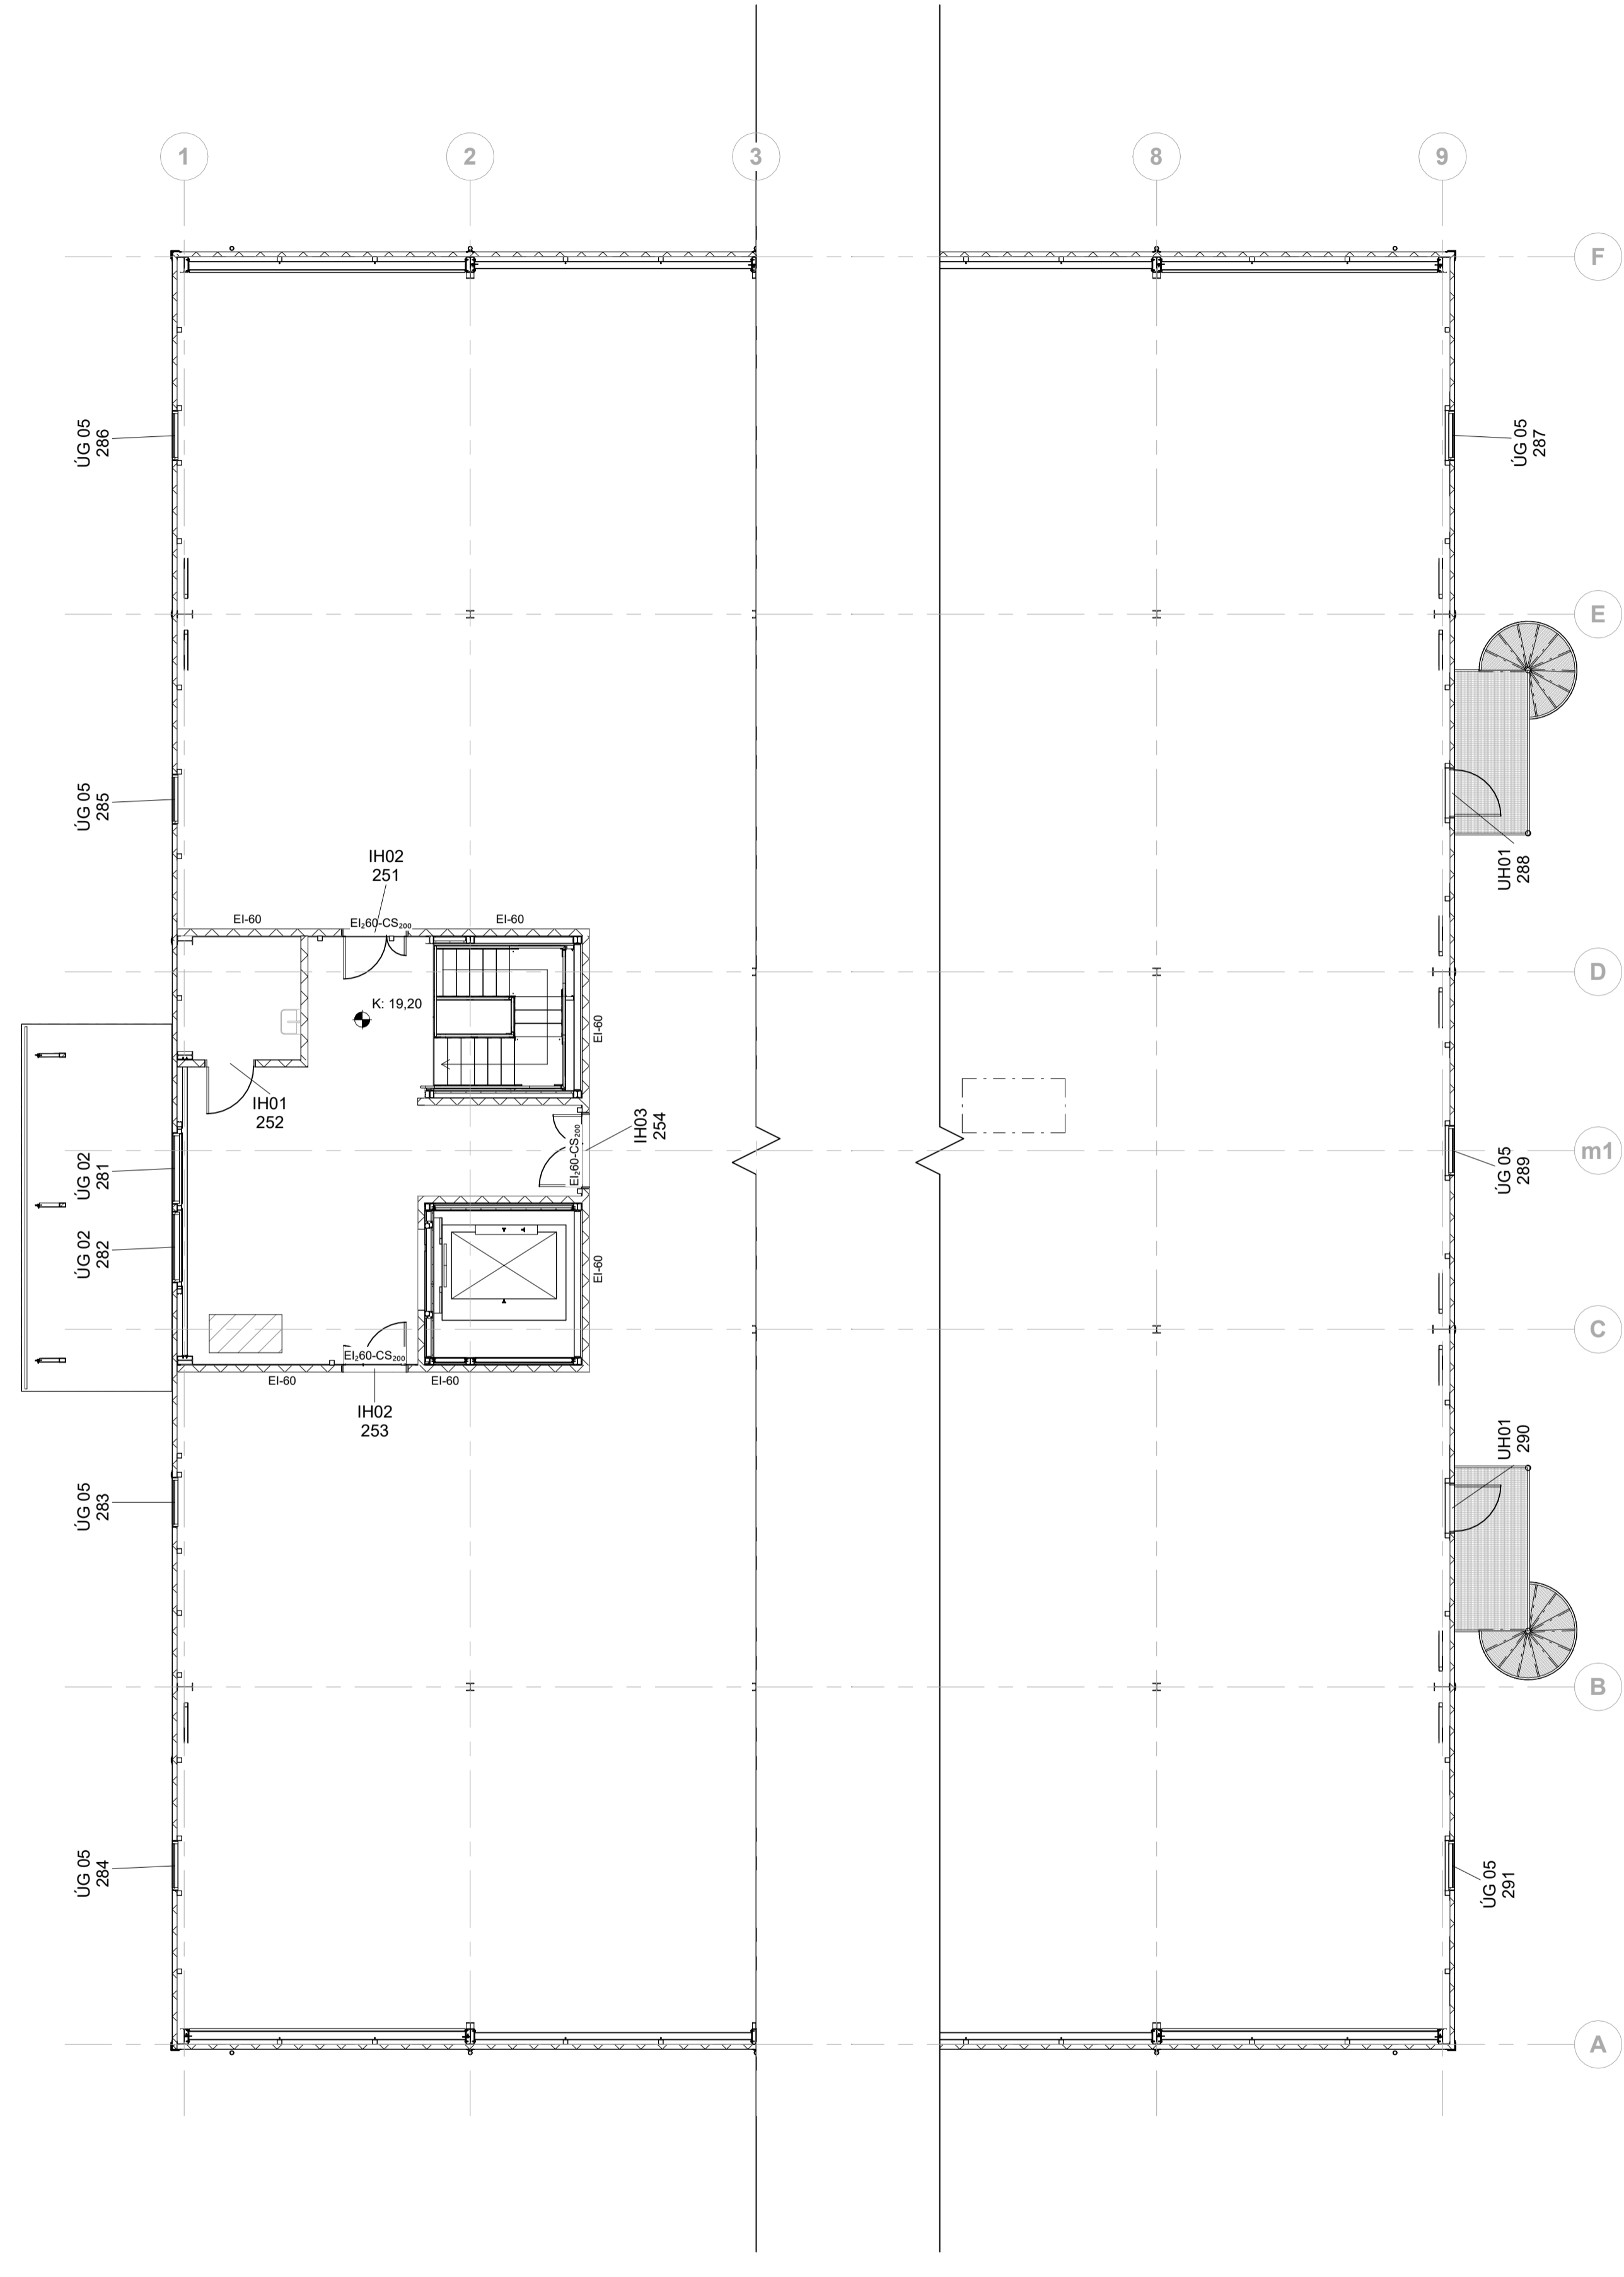 1
2
3
8
9
F
ÚG 05
286
ÚG 05
287
E
ÚG 05
285
UH01
288
IH02
251
EI-60
EI₂60-CS₂₀₀
EI-60
D
K: 19,20
EI-60
IH01
252
IH03
254
EI₂60-CS₂₀₀
m1
ÚG 02
281
ÚG 05
289
ÚG 02
282
EI-60
C
EI₂60-CS₂₀₀
EI-60
EI-60
IH02
253
UH01
290
ÚG 05
283
B
ÚG 05
284
ÚG 05
291
A